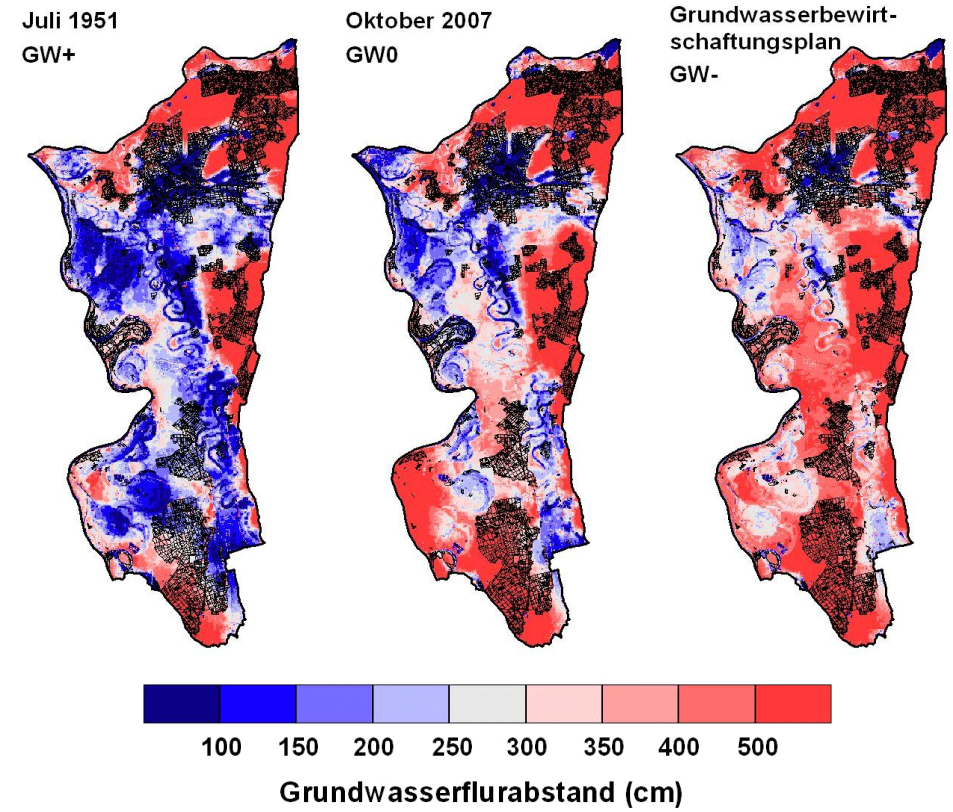 Juli 1951
GW+
Oktober 2007
GW0
Grundwasserbewirt-
schaftungsplan
GW-
100 150 200 250 300 350 400 500
Grundwasserflurabstand (cm)